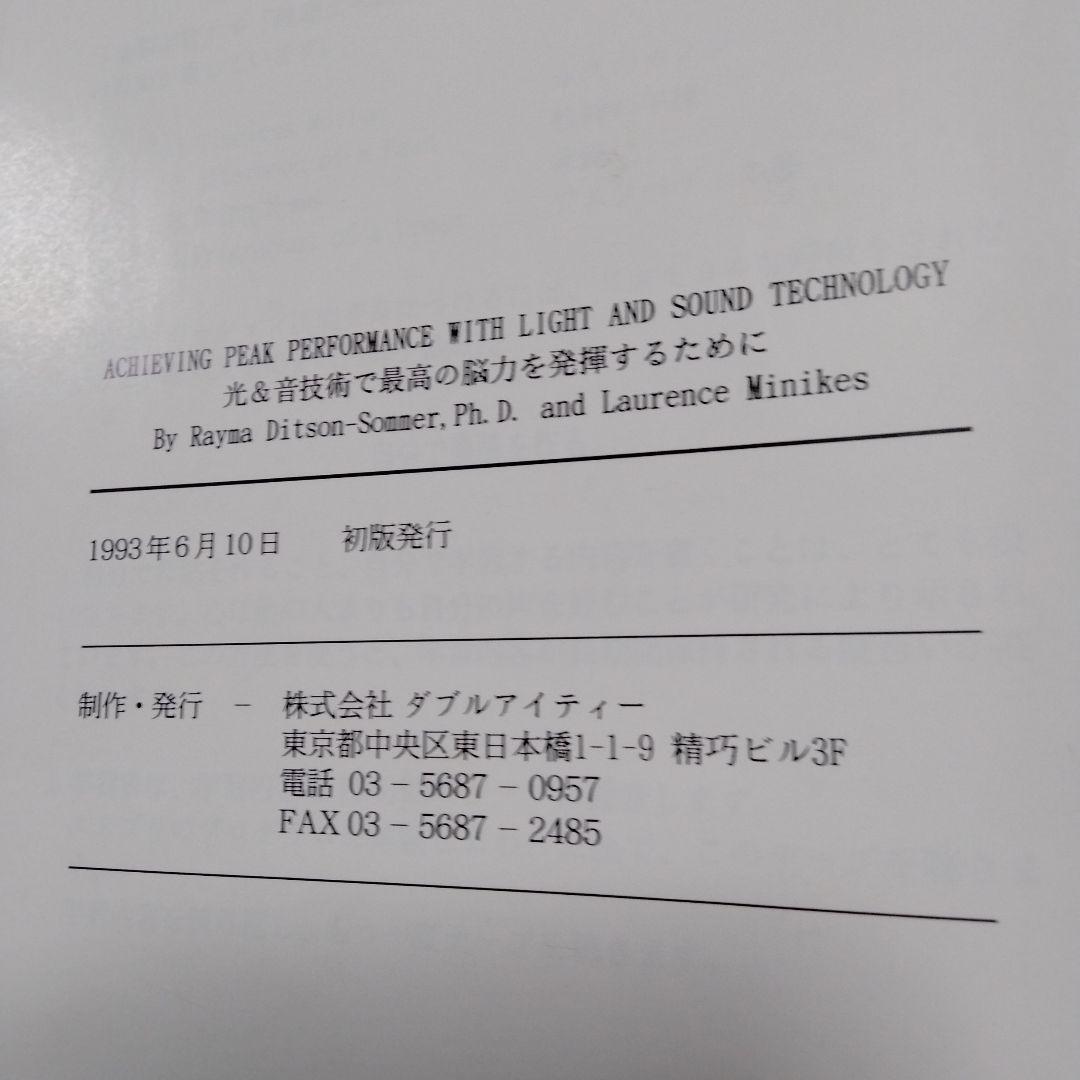 ACHIEVING PEAK PERFORMANCE WITH LIGHT AND SOUND TECHNOLOGY
光＆音技術で最高の脳力を発揮するために
By Rayma Ditson-Sommer,Ph.D. and Laurence Minikes
1993年6月10日 初版発行
制作・発行 － 株式会社 ダブルアイティー
東京都中央区東日本橋1-1-9 精巧ビル3F
電話 03－5687－0957
FAX 03－5687－2485